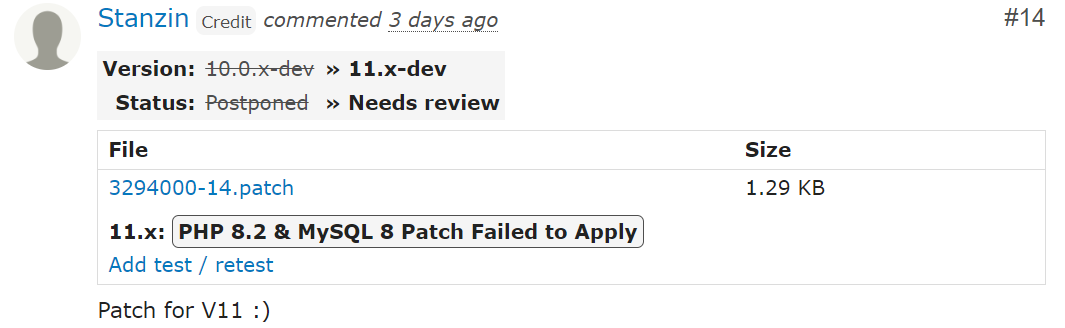 Stanzin Credit commented 3 days ago #14
Version: 10.0.x-dev » 11.x-dev
Status: Postponed » Needs review
File Size
3294000-14.patch 1.29 KB
11.x: PHP 8.2 & MySQL 8 Patch Failed to Apply
Add test / retest
Patch for V11 :)